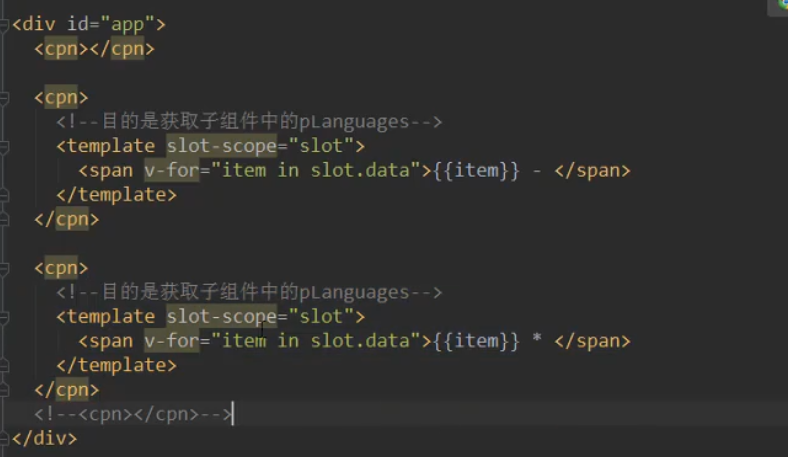 <div id="app">
<cpn></cpn>
<cpn>
<!--目的是获取子组件中的pLanguages-->
<template slot-scope="slot">
<span v-for="item in slot.data">{{item}} - </span>
</template>
</cpn>
<cpn>
<!--目的是获取子组件中的pLanguages-->
<template slot-scope="slot">
<span v-for="item in slot.data">{{item}} * </span>
</template>
</cpn>
<!--<cpn></cpn>-->
</div>